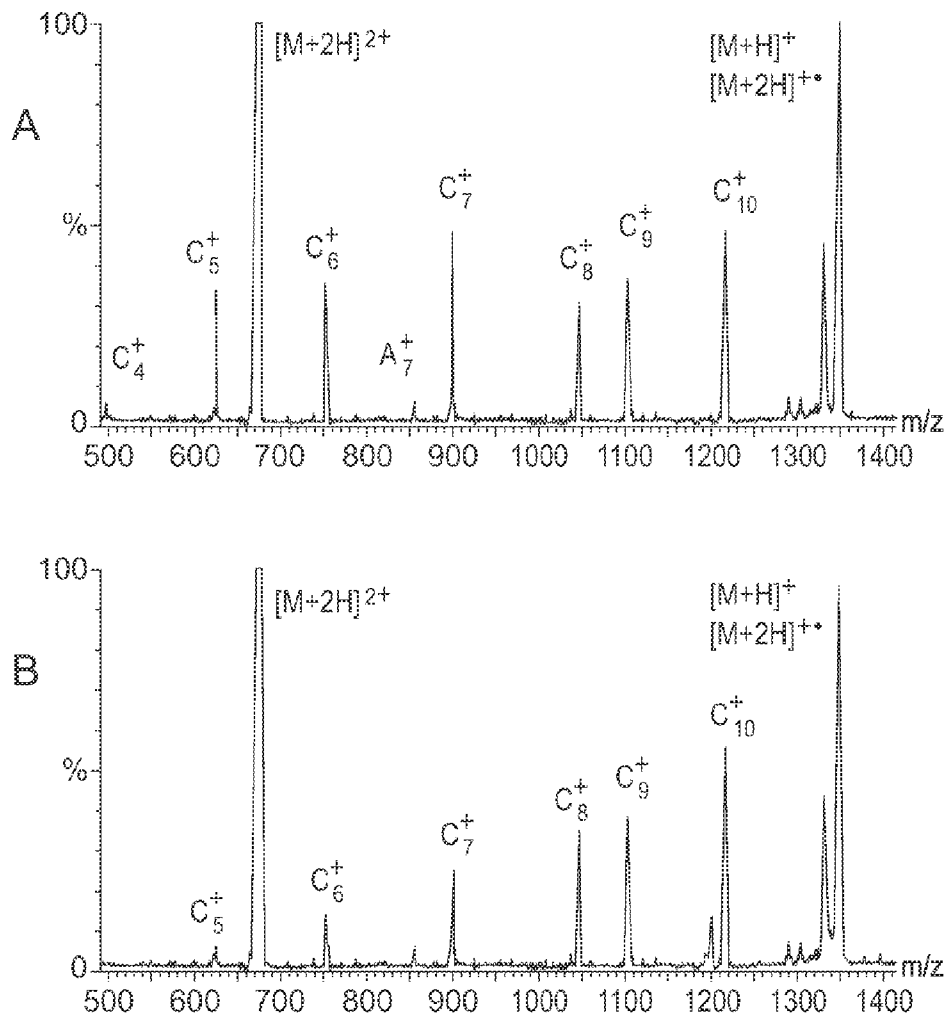 A
100
%
0
[M+2H]2+
[M+H]+
[M+2H]+•
C4+
C5+
C6+
A7+
C7+
C8+
C9+
C10+
500 600 700 800 900 1000 1100 1200 1300 1400 m/z
B
100
%
0
[M+2H]2+
[M+H]+
[M+2H]+•
C5+
C6+
C7+
C8+
C9+
C10+
500 600 700 800 900 1000 1100 1200 1300 1400 m/z